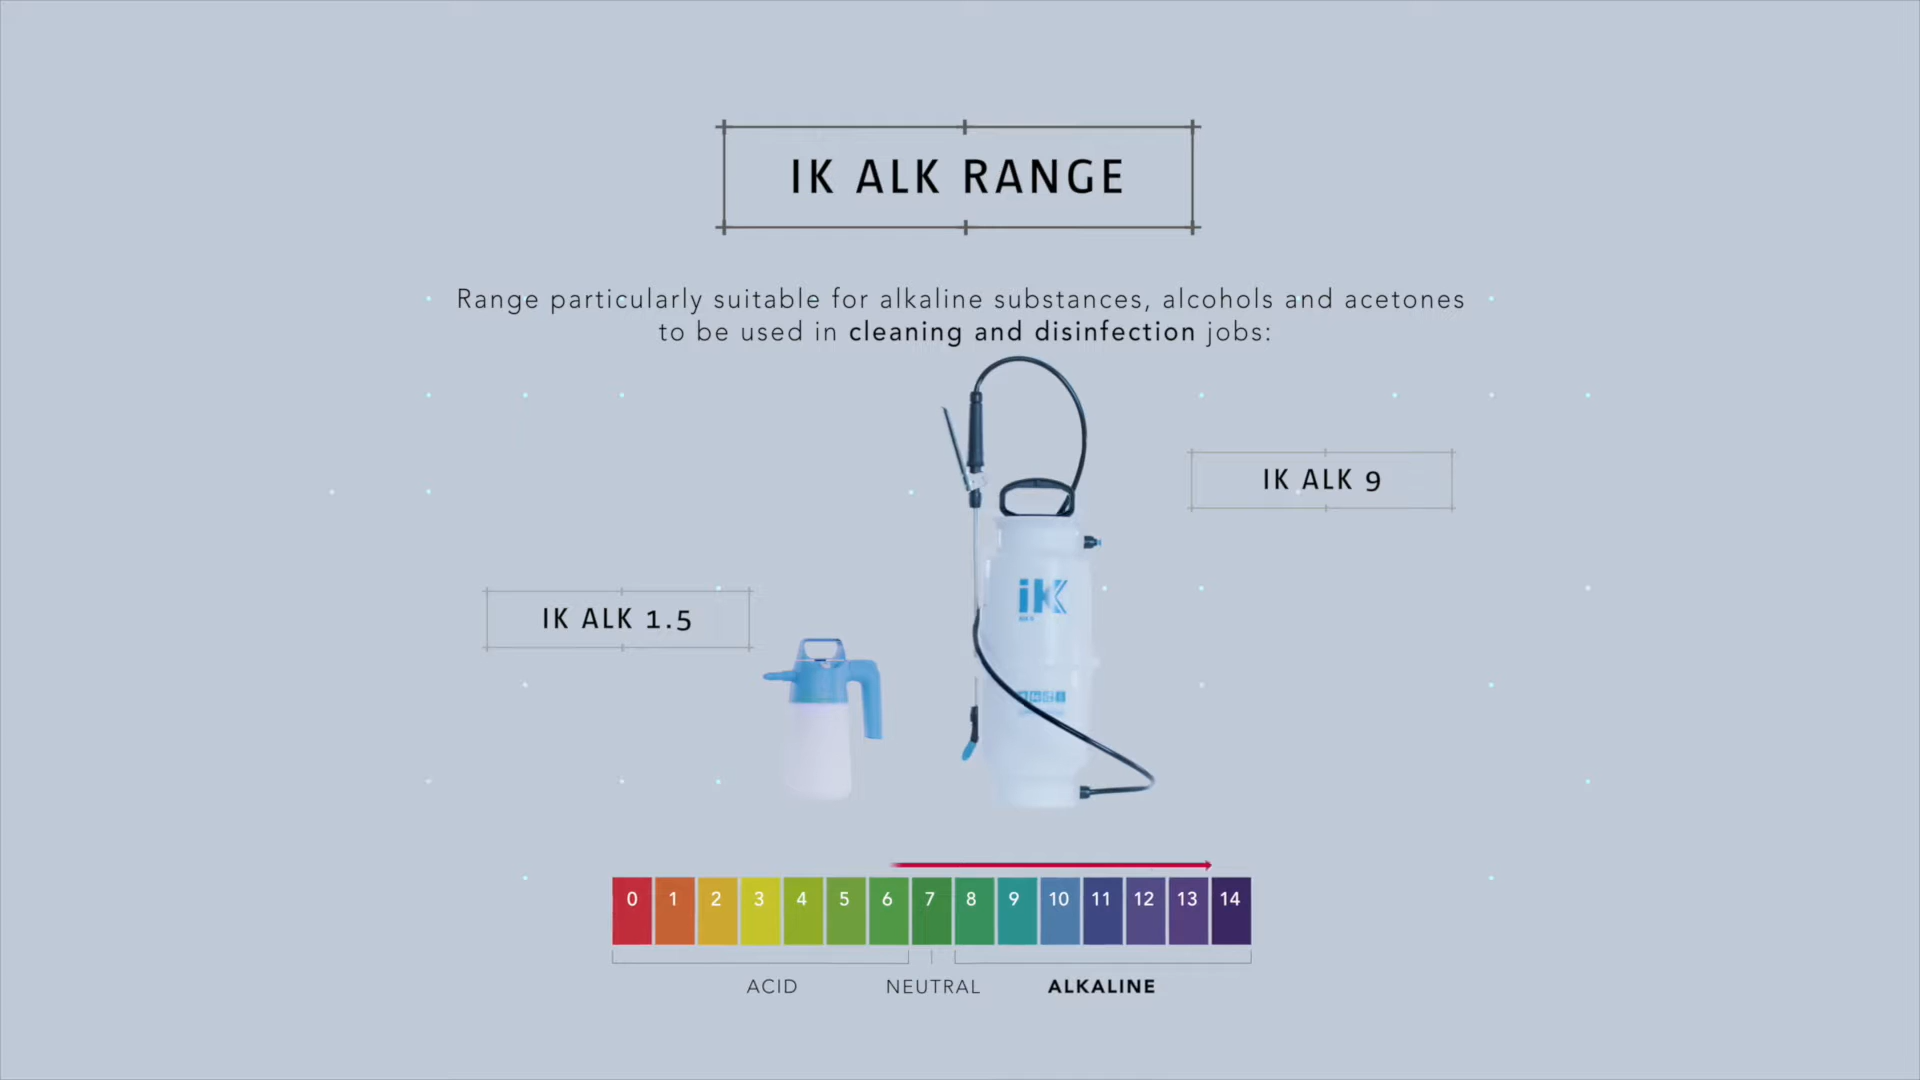 IK ALK RANGE
Range particularly suitable for alkaline substances, alcohols and acetones
to be used in cleaning and disinfection jobs:
IK ALK 9
iK
IK ALK 1.5
0 1 2 3 4 5 6 7 8 9 10 11 12 13 14
ACID NEUTRAL ALKALINE